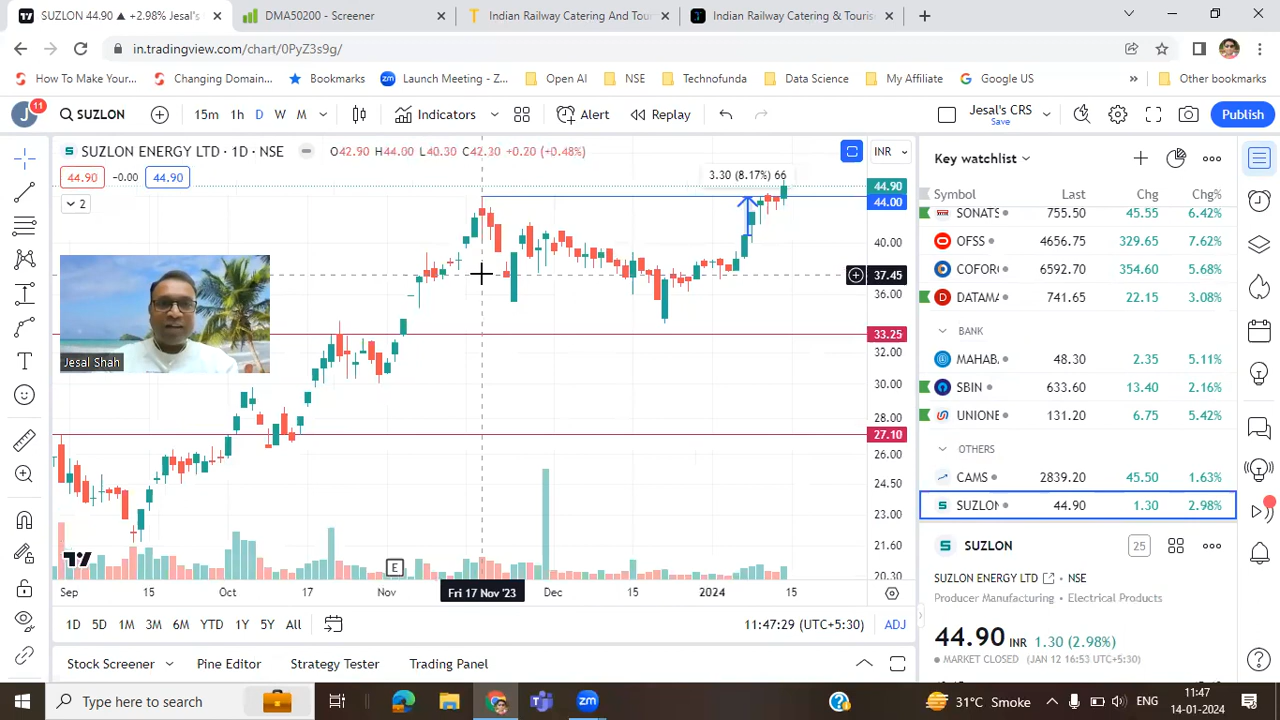 SUZLON 44.90 ▲ +2.98% Jesal's
DMA50200 - Screener
Indian Railway Catering And Tou
Indian Railway Catering & Touris
in.tradingview.com/chart/0PyZ3s9g/
How To Make Your...
Changing Domain...
Bookmarks
Launch Meeting - Z...
Open AI
NSE
Technofunda
Data Science
My Affiliate
Google US
»
Other bookmarks
J 11
SUZLON
15m 1h D W M
Indicators
Alert
Replay
Jesal's CRS
Save
Publish
SUZLON ENERGY LTD · 1D · NSE
O42.90 H44.00 L40.30 C42.30 +0.20 (+0.48%)
INR
44.90 -0.00 44.90
2
3.30 (8.17%) 66
44.90
44.00
40.00
37.45
36.00
33.25
32.00
30.00
28.00
27.10
26.00
24.50
23.00
21.60
20.30
Jesal Shah
E
Sep 15 Oct 17 Nov Fri 17 Nov '23 Dec 15 2024 15
1D 5D 1M 3M 6M YTD 1Y 5Y All
11:47:29 (UTC+5:30)
ADJ
Stock Screener
Pine Editor
Strategy Tester
Trading Panel
Key watchlist
Symbol Last Chg Chg%
SONATS 755.50 45.55 6.42%
OFSS 4656.75 329.65 7.62%
COFOR 6592.70 354.60 5.68%
DATAMA 741.65 22.15 3.08%
BANK
MAHAB 48.30 2.35 5.11%
SBIN 633.60 13.40 2.16%
UNIONB 131.20 6.75 5.42%
OTHERS
CAMS 2839.20 45.50 1.63%
SUZLON 44.90 1.30 2.98%
SUZLON
25
SUZLON ENERGY LTD • NSE
Producer Manufacturing • Electrical Products
44.90 INR 1.30 (2.98%)
MARKET CLOSED (JAN 12 16:53 UTC+5:30)
Type here to search
31°C Smoke
ENG
11:47
14-01-2024